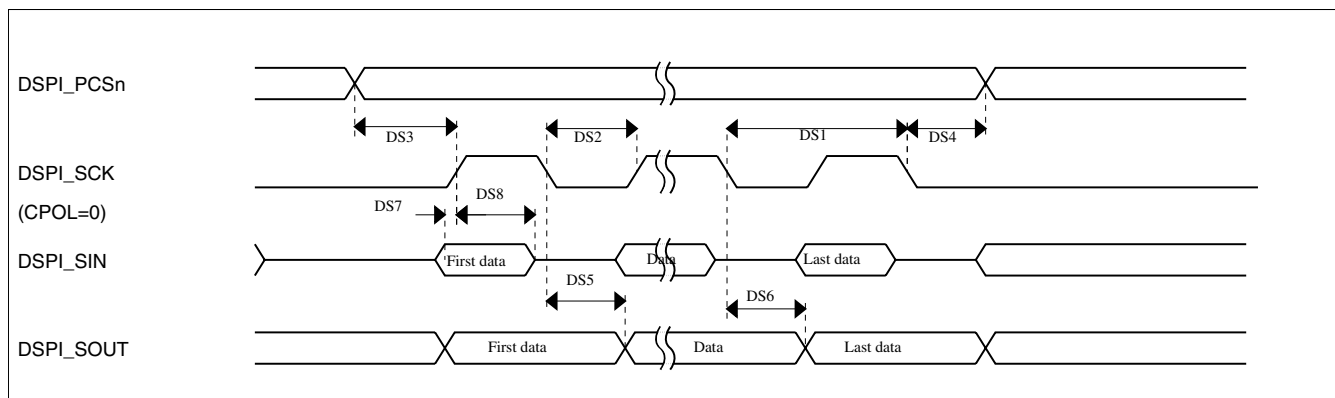 DSPI_PCSn
DS3
DS2
DS1
DS4
DSPI_SCK
(CPOL=0)
DS7
DS8
DSPI_SIN
First data
Data
Last data
DS5
DS6
DSPI_SOUT
First data
Data
Last data